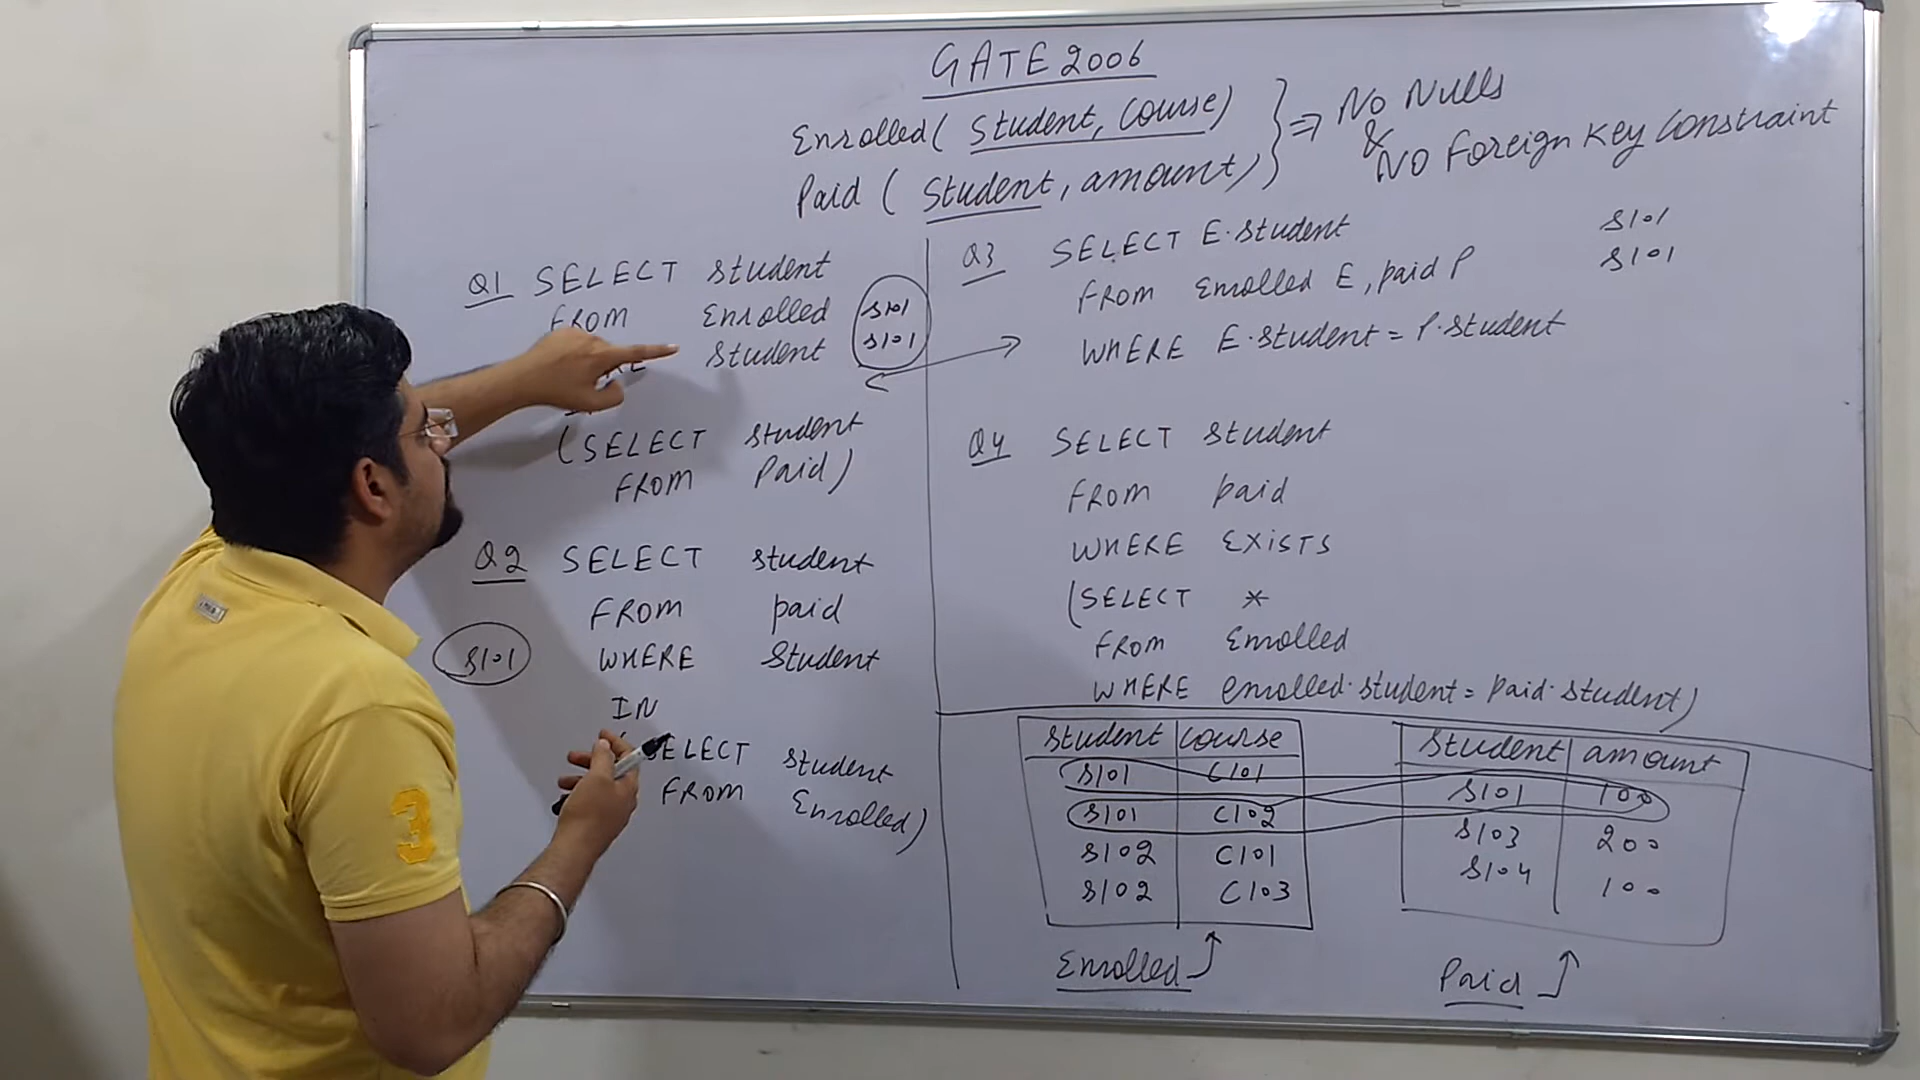 GATE 2006
Enrolled( Student, Course)
Paid ( Student, amount)
⇒ No Nulls
&
No Foreign Key Constraint
Q1 SELECT Student
FROM Enrolled
Student
(SELECT Student
FROM Paid)
S101
S101
Q2 SELECT Student
FROM paid
WHERE Student
IN
(SELECT Student
FROM Enrolled)
S101
Q3 SELECT E.Student
FROM Enrolled E, paid P
WHERE E.Student = P.Student
S101
S101
Q4 SELECT Student
FROM paid
WHERE EXISTS
(SELECT *
FROM Enrolled
WHERE enrolled.student = paid.student)
Student Course
S101 C101
S101 C102
S102 C101
S102 C103
Enrolled
Student amount
S101 100
S103 200
S104 100
Paid
3